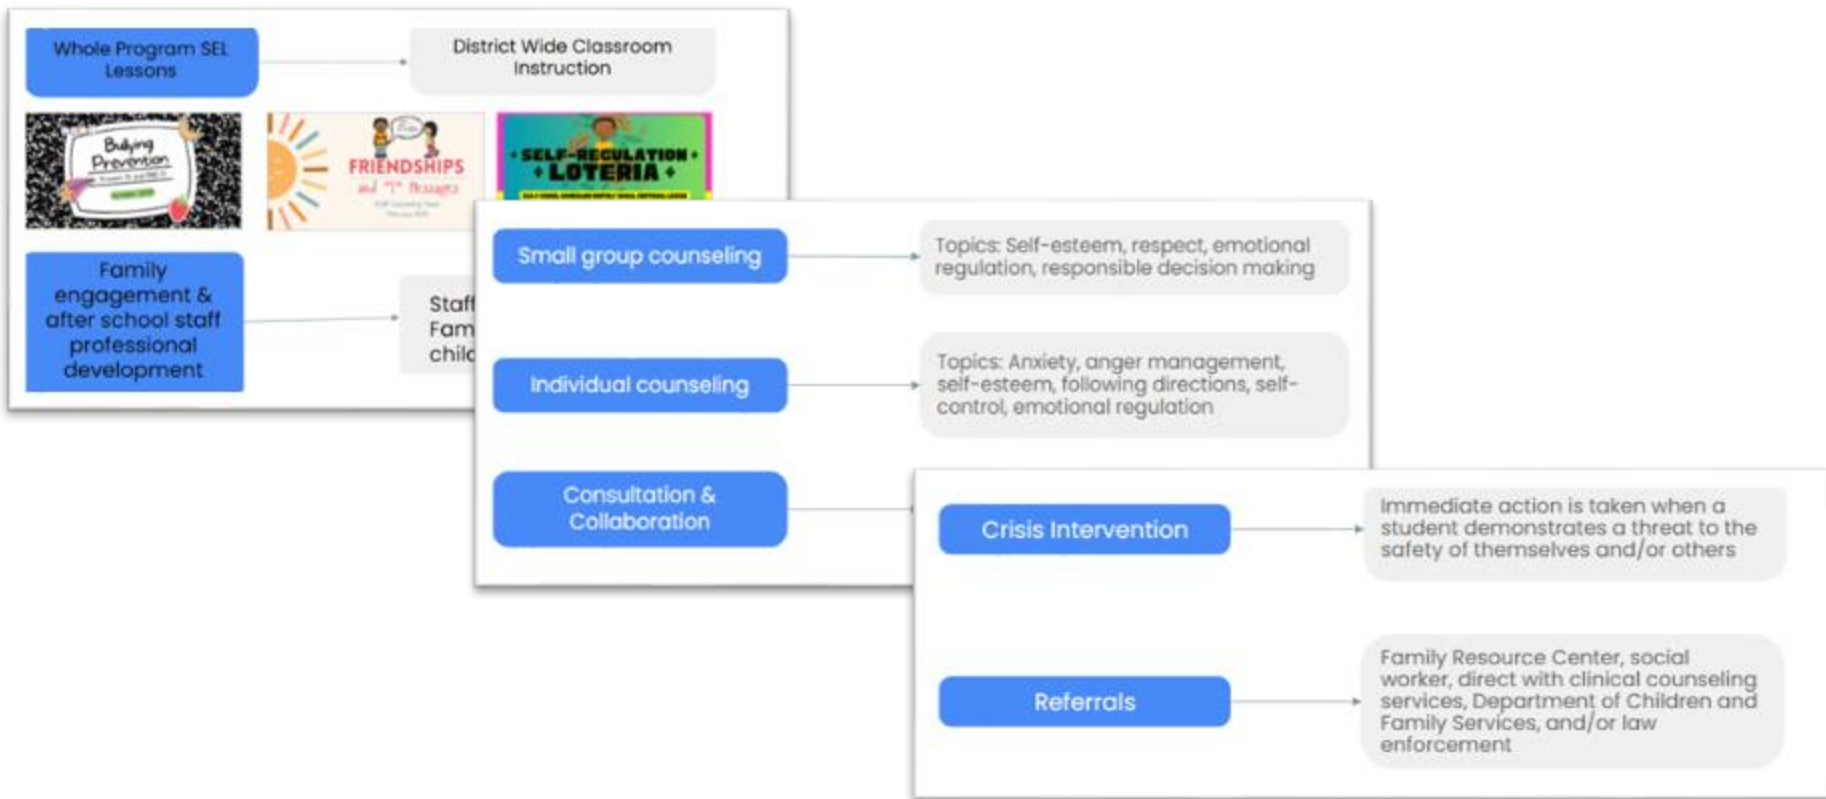 Whole Program SEL
Lessons
District Wide Classroom
Instruction
Bullying
Prevention
FRIENDSHIPS
and "I" Messages
SELF-REGULATION
LOTERIA
Family
engagement &
after school staff
professional
development
Staff
Fam
chil
Small group counseling
Topics: Self-esteem, respect, emotional
regulation, responsible decision making
Individual counseling
Topics: Anxiety, anger management,
self-esteem, following directions, self-
control, emotional regulation
Consultation &
Collaboration
Crisis Intervention
Immediate action is taken when a
student demonstrates a threat to the
safety of themselves and/or others
Referrals
Family Resource Center, social
worker, direct with clinical counseling
services, Department of Children and
Family Services, and/or law
enforcement